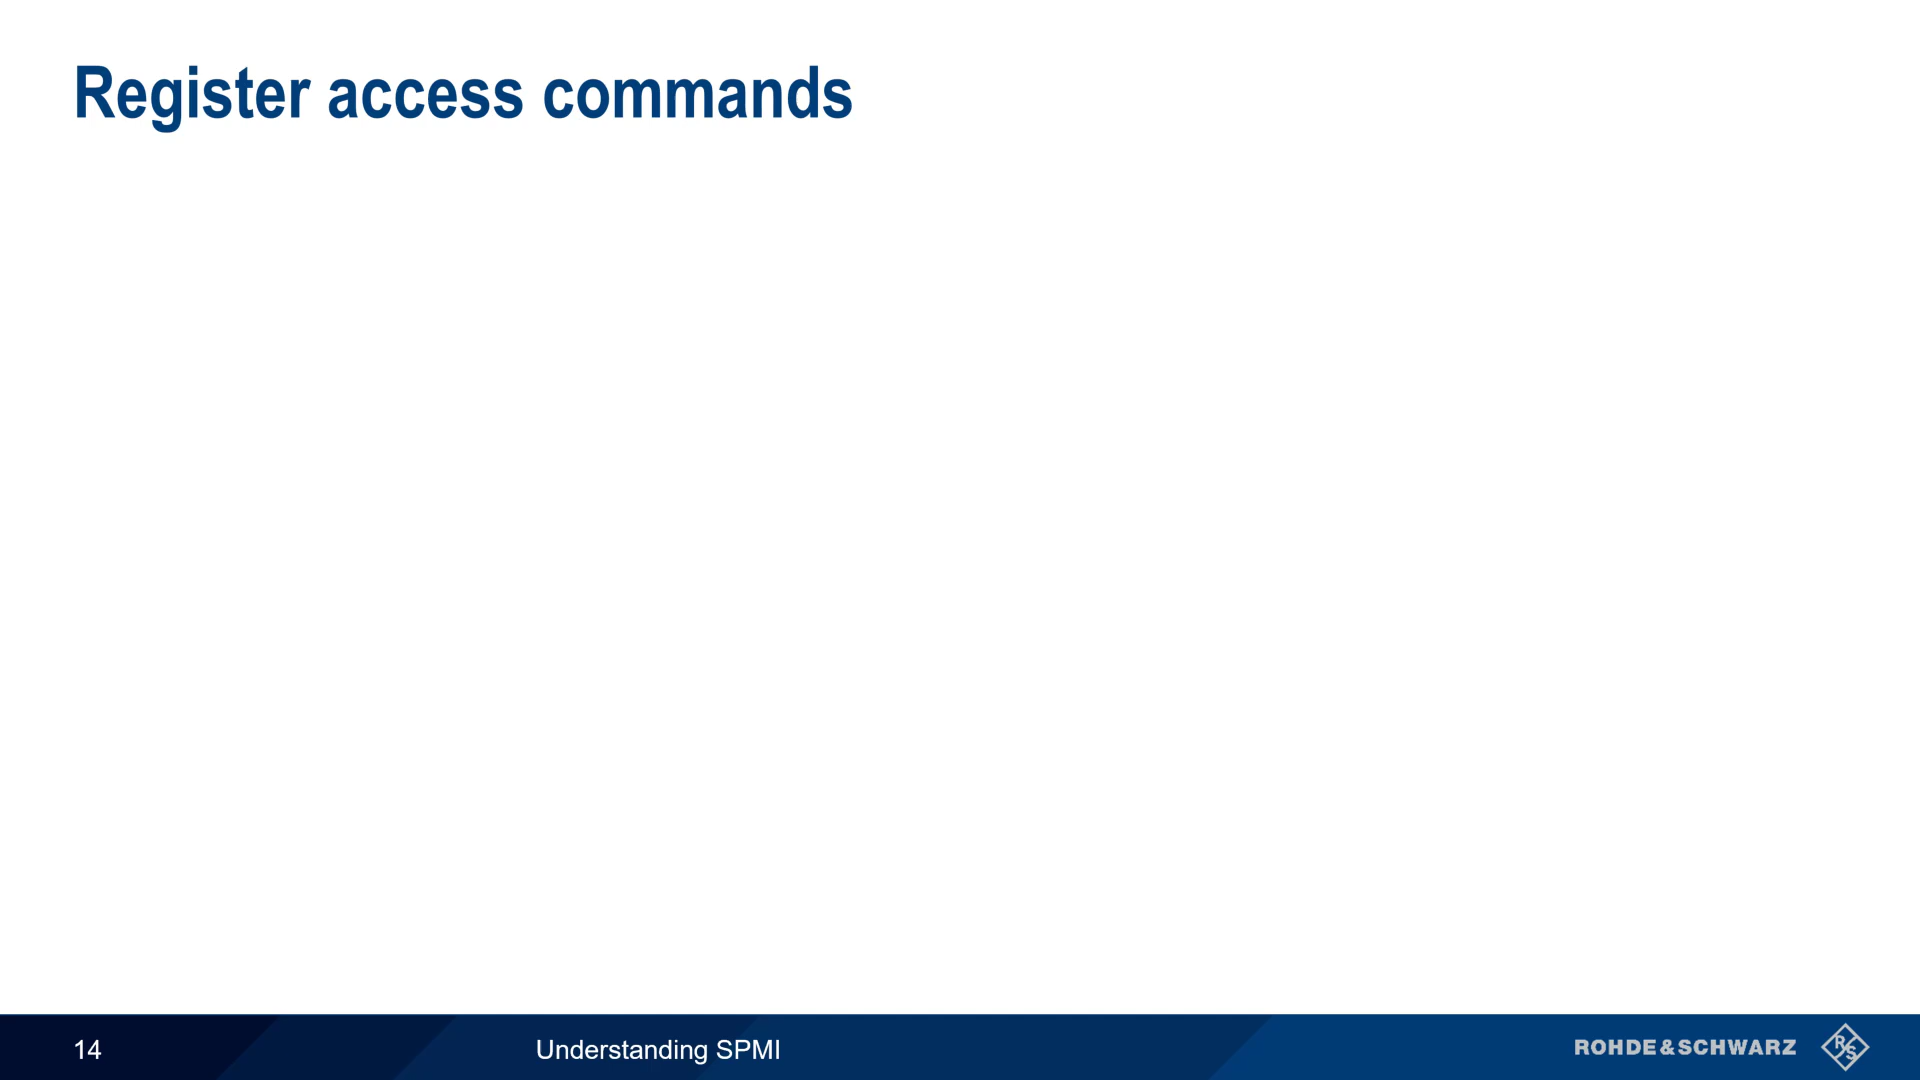 Register access commands
14
Understanding SPMI
ROHDE&SCHWARZ
R
S